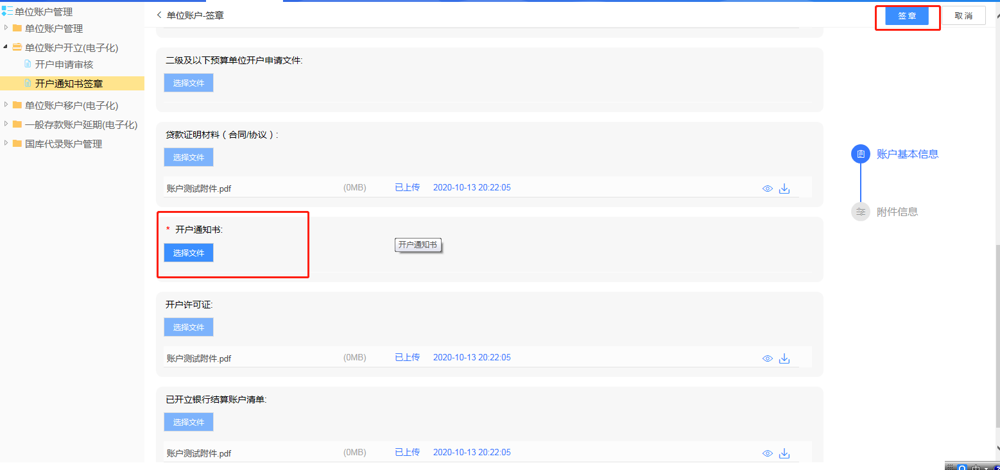 单位账户管理
单位账户管理
单位账户开立(电子化)
开户申请审核
开户通知书签章
单位账户移户(电子化)
一般存款账户延期(电子化)
国库代录账户管理
单位账户-签章
签章
取消
二级及以下预算单位开户申请文件:
选择文件
贷款证明材料（合同/协议）:
选择文件
账户测试附件.pdf (0MB) 已上传 2020-10-13 20:22:05
* 开户通知书:
选择文件
开户通知书
开户许可证:
选择文件
账户测试附件.pdf (0MB) 已上传 2020-10-13 20:22:05
已开立银行结算账户清单:
选择文件
账户测试附件.pdf (0MB) 已上传 2020-10-13 20:22:05
账户基本信息
附件信息
中